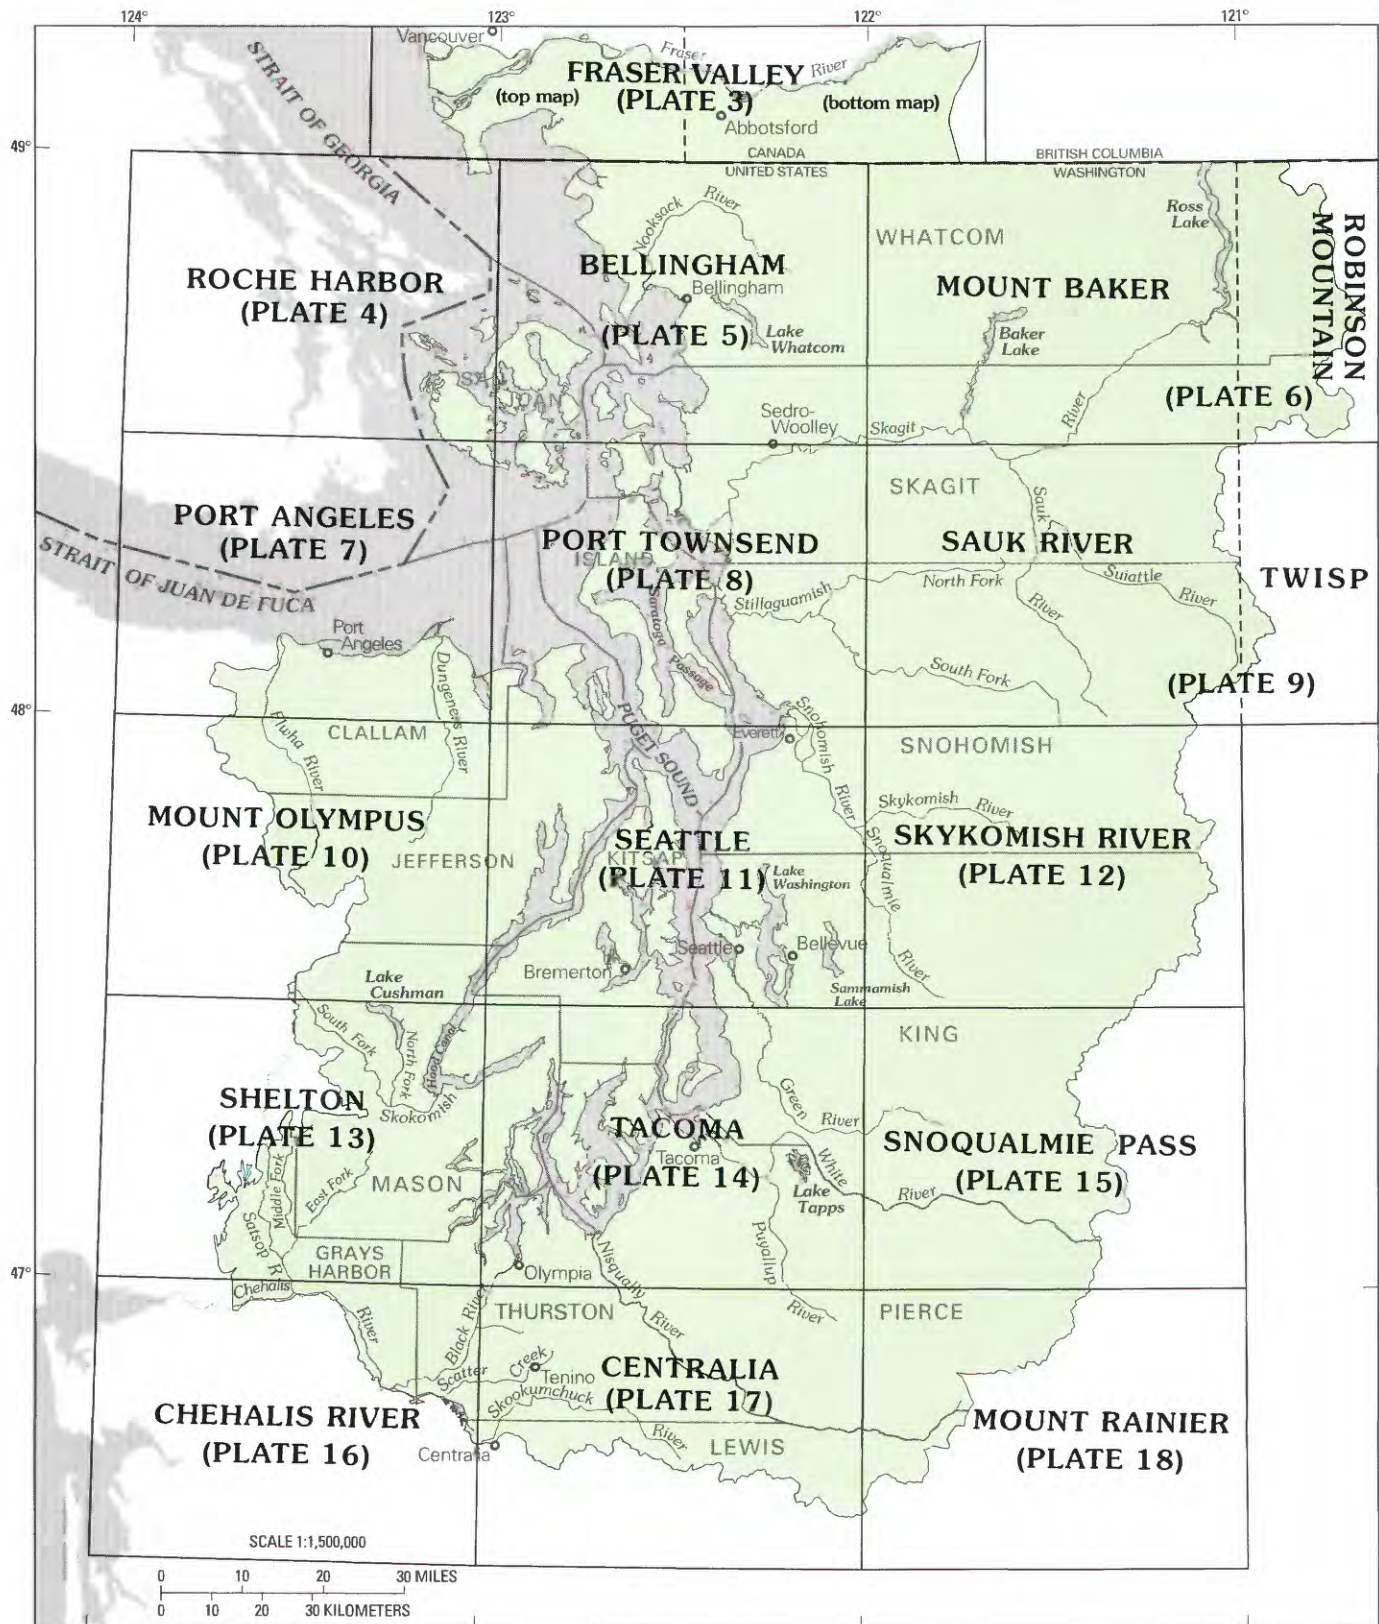 124°
123°
122°
121°
Vancouver
Fraser
River
FRASER VALLEY
(top map)
(PLATE 3)
(bottom map)
Abbotsford
49°
CANADA
UNITED STATES
BRITISH COLUMBIA
WASHINGTON
STRAIT OF GEORGIA
Nooksack
River
Ross
Lake
WHATCOM
ROBINSON
MOUNTAIN
ROCHE HARBOR
(PLATE 4)
BELLINGHAM
Bellingham
(PLATE 5)
Lake
Whatcom
MOUNT BAKER
Baker
Lake
SAN
JUAN
River
(PLATE 6)
Sedro-
Woolley
Skagit
SKAGIT
Sauk
PORT ANGELES
(PLATE 7)
PORT TOWNSEND
ISLAND
(PLATE 8)
SAUK RIVER
TWISP
STRAIT OF JUAN DE FUCA
Stillaguamish
North Fork
Suiattle
River
River
Saratoga
Passage
South Fork
(PLATE 9)
Port
Angeles
Dungeness River
48°
CLALLAM
Elwha
River
PUGET SOUND
Everett
Snohomish
River
SNOHOMISH
Skykomish
River
MOUNT OLYMPUS
(PLATE 10)
JEFFERSON
SEATTLE
KITSAP
(PLATE 11)
Lake
Washington
Snoqualmie
River
SKYKOMISH RIVER
(PLATE 12)
Seattle
Bellevue
Bremerton
Sammamish
Lake
Lake
Cushman
South Fork
North Fork
Hood Canal
Skokomish
KING
SHELTON
(PLATE 13)
Green
River
TACOMA
Tacoma
(PLATE 14)
SNOQUALMIE PASS
(PLATE 15)
White
River
Lake
Tapps
Middle Fork
East Fork
MASON
Satsop R
GRAYS
HARBOR
Puyallup
River
Nisqually
River
47°
Olympia
Chehalis
River
THURSTON
PIERCE
Black River
Scatter
Creek
Tenino
CENTRALIA
(PLATE 17)
Skookumchuck
River
CHEHALIS RIVER
(PLATE 16)
MOUNT RAINIER
(PLATE 18)
LEWIS
Centralia
SCALE 1:1,500,000
0 10 20 30 MILES
0 10 20 30 KILOMETERS